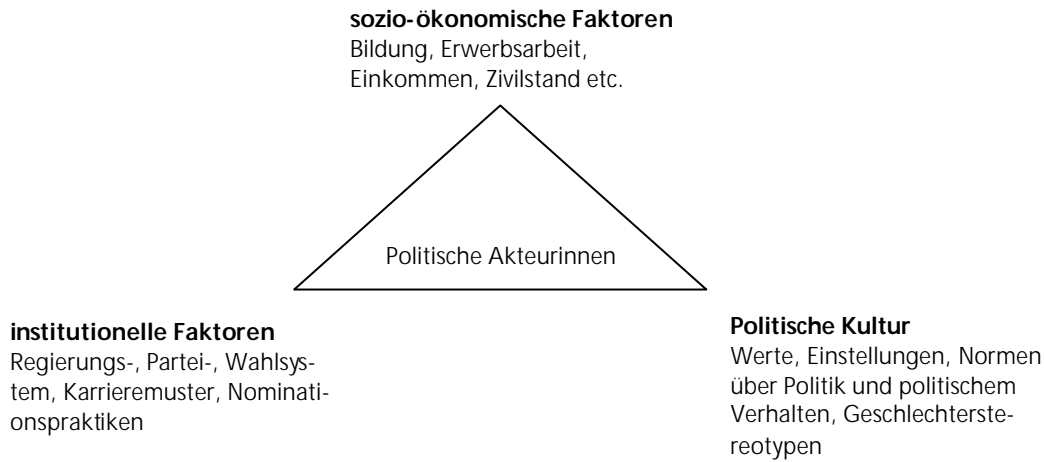 sozio-ökonomische Faktoren
Bildung, Erwerbsarbeit,
Einkommen, Zivilstand etc.
Politische Akteurinnen
institutionelle Faktoren
Regierungs-, Partei-, Wahlsys-
tem, Karrieremuster, Nominati-
onspraktiken
Politische Kultur
Werte, Einstellungen, Normen
über Politik und politischem
Verhalten, Geschlechterste-
reotypen